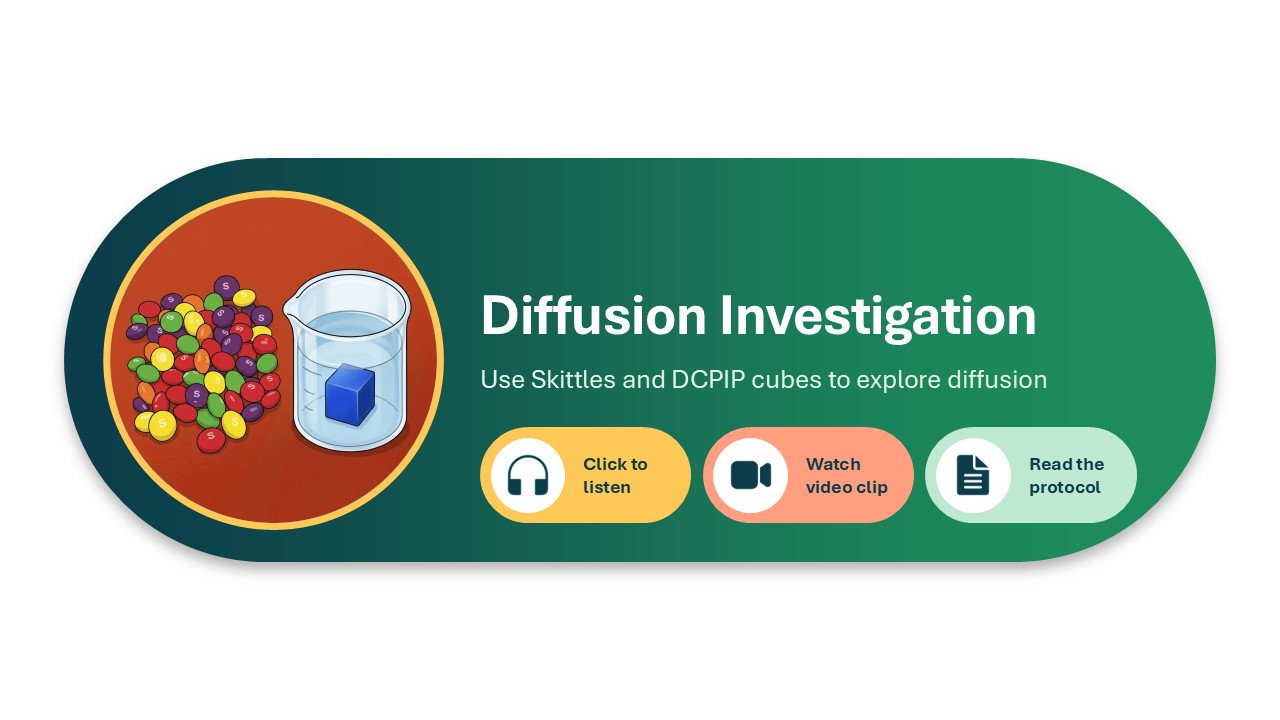 Diffusion Investigation
Use Skittles and DCPIP cubes to explore diffusion
Click to
listen
Watch
video clip
Read the
protocol